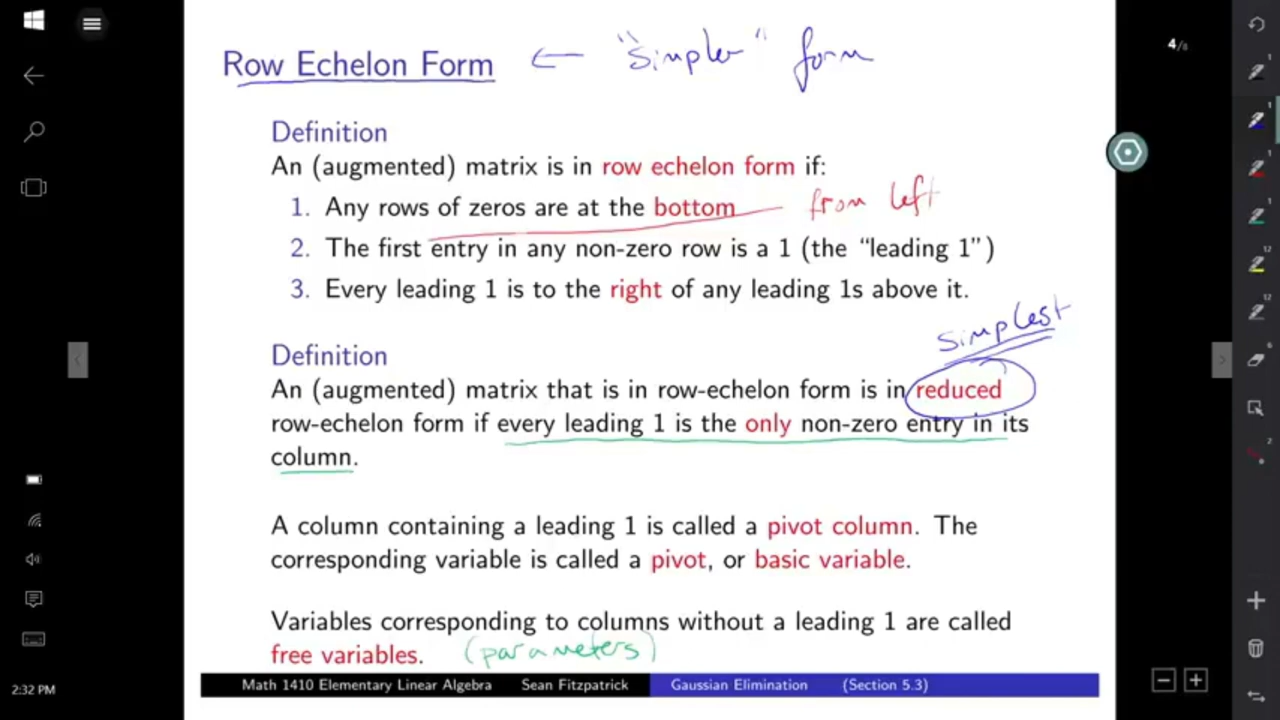 4/8
Row Echelon Form ← "simpler" form
Definition
An (augmented) matrix is in row echelon form if:
1. Any rows of zeros are at the bottom
from left
2. The first entry in any non-zero row is a 1 (the “leading 1”)
3. Every leading 1 is to the right of any leading 1s above it.
simplest
Definition
An (augmented) matrix that is in row-echelon form is in reduced
row-echelon form if every leading 1 is the only non-zero entry in its
column.
A column containing a leading 1 is called a pivot column. The
corresponding variable is called a pivot, or basic variable.
Variables corresponding to columns without a leading 1 are called
free variables. (parameters)
Math 1410 Elementary Linear Algebra Sean Fitzpatrick Gaussian Elimination (Section 5.3)
2:32 PM